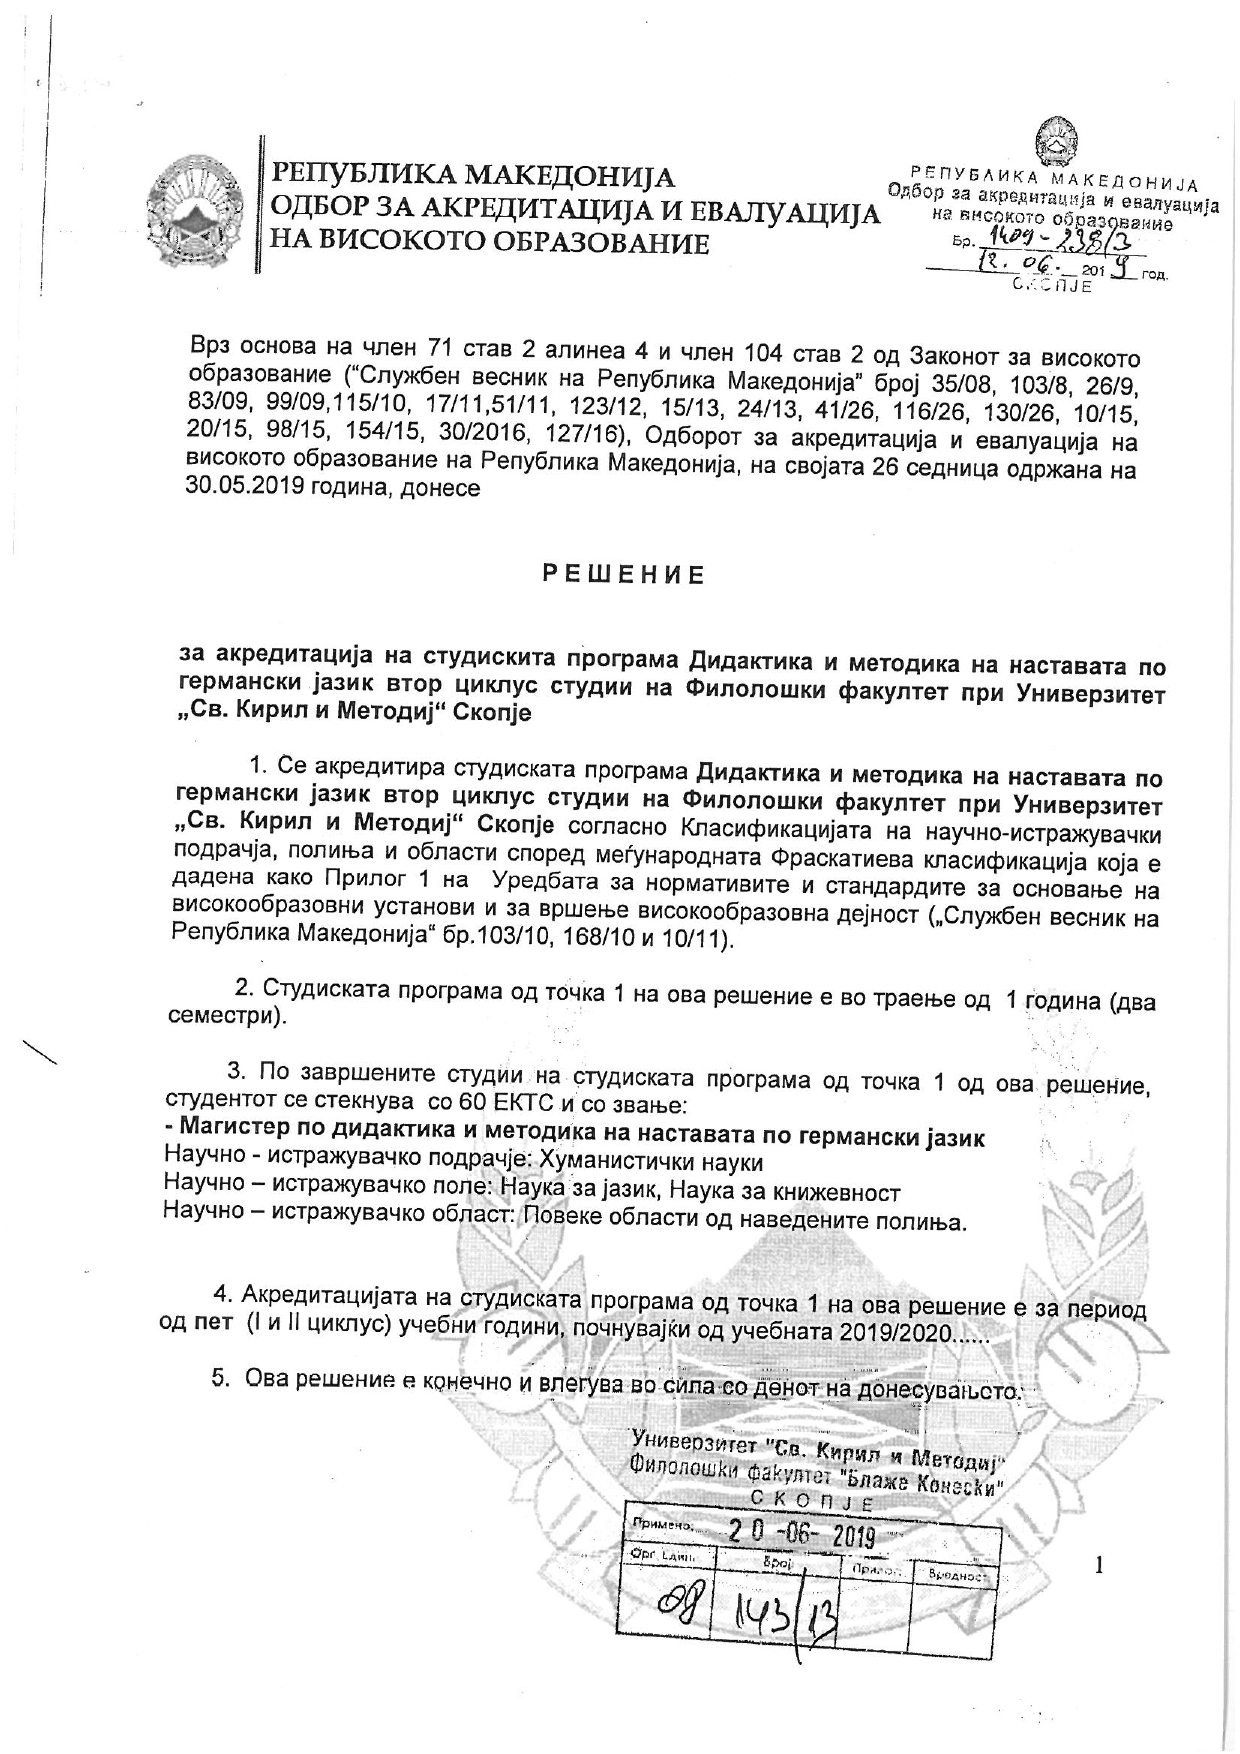 РЕПУБЛИКА МАКЕДОНИЈА
ОДБОР ЗА АКРЕДИТАЦИЈА И ЕВАЛУАЦИЈА
НА ВИСОКОТО ОБРАЗОВАНИЕ
РЕПУБЛИКА МАКЕДОНИЈА
Одбор за акредитација и евалуација
на високото образование
Бр. 1409-238/3
12.06. 2019 год.
СКОПЈЕ
Врз основа на член 71 став 2 алинеа 4 и член 104 став 2 од Законот за високото
образование (“Службен весник на Република Македонија” број 35/08, 103/8, 26/9,
83/09, 99/09,115/10, 17/11,51/11, 123/12, 15/13, 24/13, 41/26, 116/26, 130/26, 10/15,
20/15, 98/15, 154/15, 30/2016, 127/16), Одборот за акредитација и евалуација на
високото образование на Република Македонија, на својата 26 седница одржана на
30.05.2019 година, донесе
Р Е Ш Е Н И Е
за акредитација на студискита програма Дидактика и методика на наставата по
германски јазик втор циклус студии на Филолошки факултет при Универзитет
„Св. Кирил и Методиј“ Скопје
1. Се акредитира студиската програма Дидактика и методика на наставата по
германски јазик втор циклус студии на Филолошки факултет при Универзитет
„Св. Кирил и Методиј“ Скопје согласно Класификацијата на научно-истражувачки
подрачја, полиња и области според меѓународната Фраскатиева класификација која е
дадена како Прилог 1 на Уредбата за нормативите и стандардите за основање на
високообразовни установи и за вршење високообразовна дејност („Службен весник на
Република Македонија“ бр.103/10, 168/10 и 10/11).
2. Студиската програма од точка 1 на ова решение е во траење од 1 година (два
семестри).
3. По завршените студии на студиската програма од точка 1 од ова решение,
студентот се стекнува со 60 ЕКТС и со звање:
- Магистер по дидактика и методика на наставата по германски јазик
Научно - истражувачко подрачје: Хуманистички науки
Научно – истражувачко поле: Наука за јазик, Наука за книжевност
Научно – истражувачко област: Повеке области од наведените полиња.
4. Акредитацијата на студиската програма од точка 1 на ова решение е за период
од пет (I и II циклус) учебни години, почнувајќи од учебната 2019/2020......
5. Ова решение е конечно и влегува во сила со денот на донесувањето.
Универзитет "Св. Кирил и Методиј"
Филолошки факултет "Блаже Конески"
СКОПЈЕ
Примено: 20-06-2019
Орг. един. Број Прилог Вредност
08 143/13
1